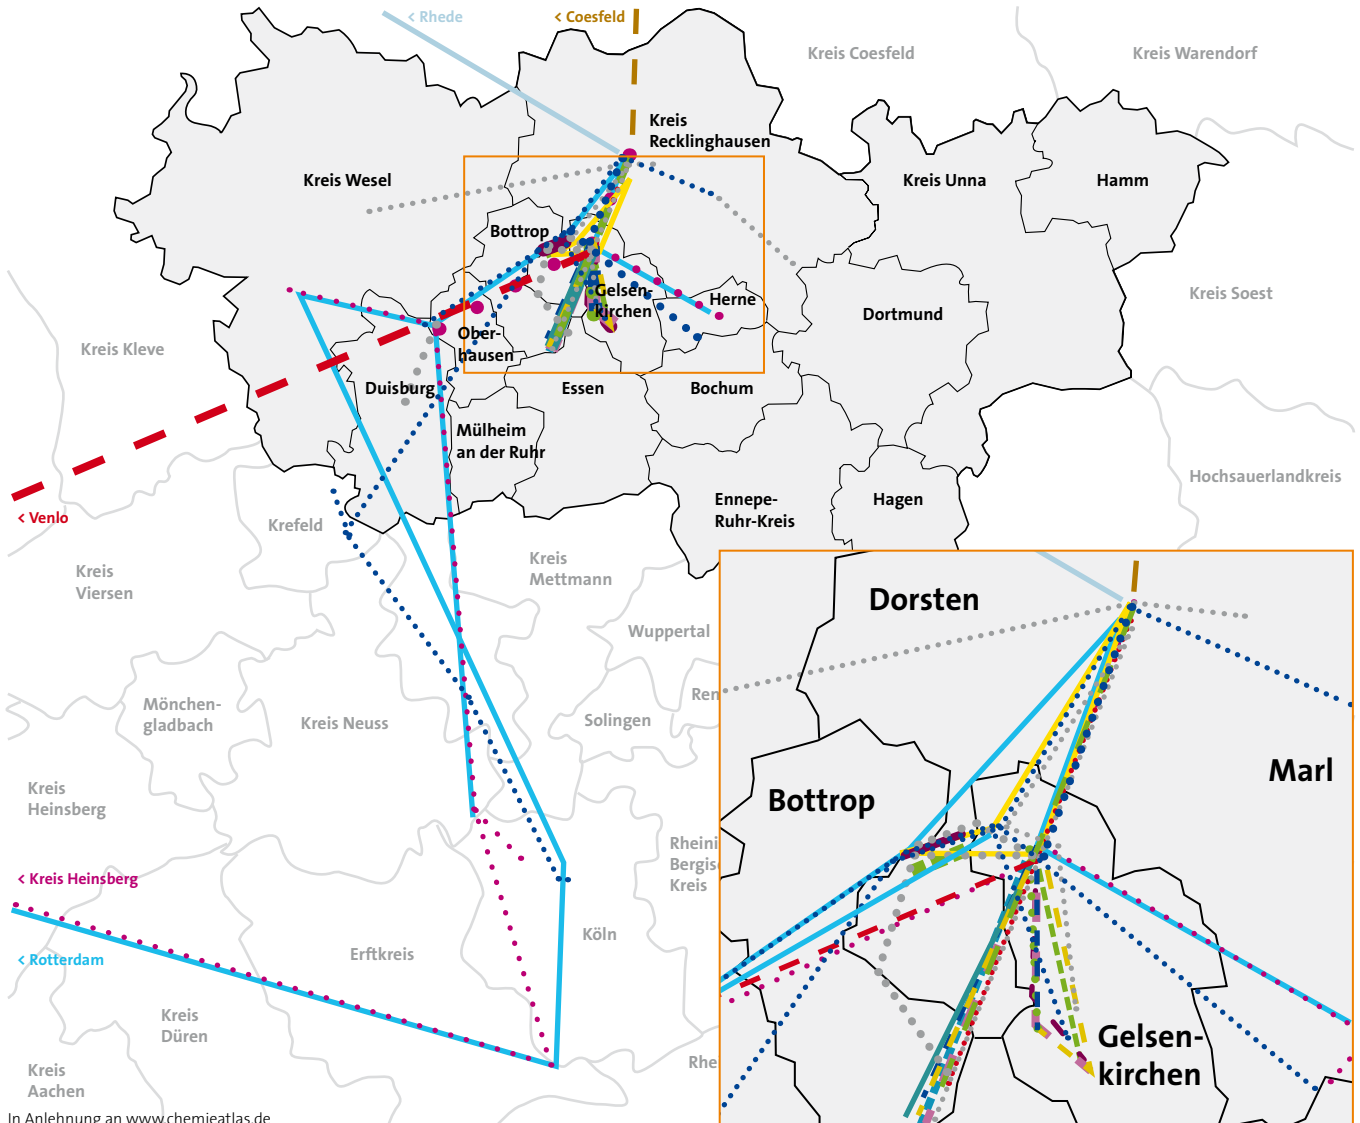 < Rhede
< Coesfeld
Kreis Coesfeld
Kreis Warendorf
Kreis
Recklinghausen
Kreis Wesel
Kreis Unna
Hamm
Bottrop
Gelsen-
kirchen
Herne
Kreis Soest
Dortmund
Kreis Kleve
Ober-
hausen
Duisburg
Essen
Bochum
Mülheim
an der Ruhr
Hochsauerlandkreis
Ennepe-
Ruhr-Kreis
Hagen
< Venlo
Krefeld
Kreis
Viersen
Kreis
Mettmann
Wuppertal
Ren
Mönchen-
gladbach
Kreis Neuss
Solingen
Kreis
Heinsberg
Rheini
Bergisc
Kreis
< Kreis Heinsberg
< Rotterdam
Köln
Erftkreis
Kreis
Düren
Rhe
Kreis
Aachen
In Anlehnung an www.chemieatlas.de
Dorsten
Marl
Bottrop
Gelsen-
kirchen